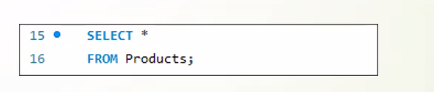 15 SELECT *
16 FROM Products;